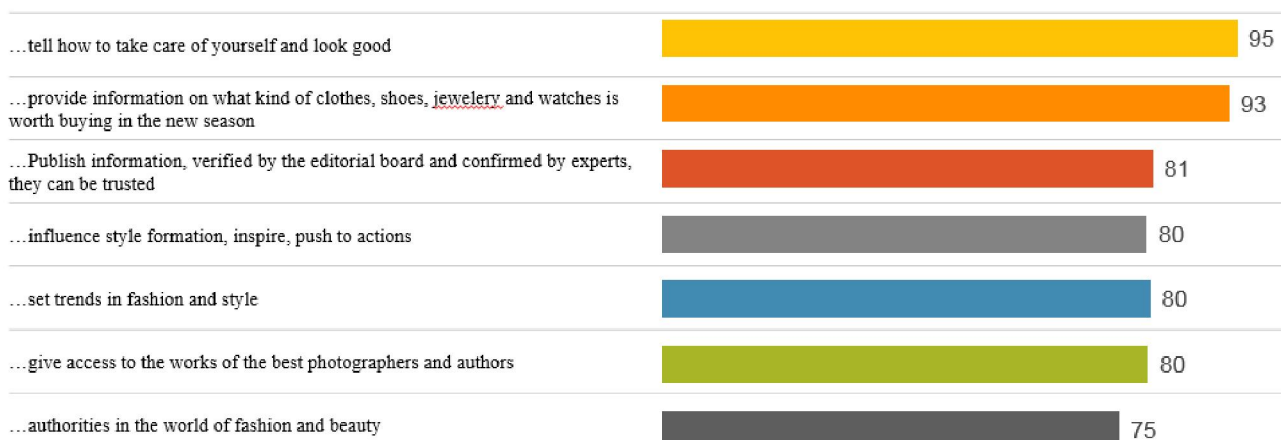 …tell how to take care of yourself and look good
95
…provide information on what kind of clothes, shoes, jewelery and watches is
worth buying in the new season
93
…Publish information, verified by the editorial board and confirmed by experts,
they can be trusted
81
…influence style formation, inspire, push to actions
80
…set trends in fashion and style
80
…give access to the works of the best photographers and authors
80
…authorities in the world of fashion and beauty
75